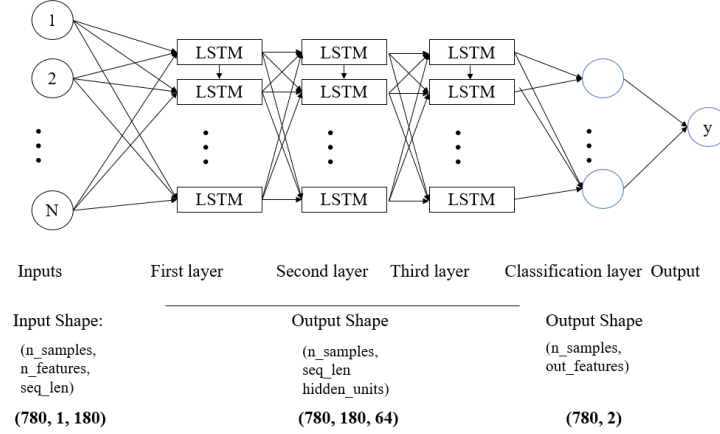 1
2
N
LSTM LSTM LSTM
LSTM LSTM LSTM
LSTM LSTM LSTM
y
Inputs First layer Second layer Third layer Classification layer Output
Input Shape: Output Shape Output Shape
(n_samples,
n_features,
seq_len)
(n_samples,
seq_len
hidden_units)
(n_samples,
out_features)
(780, 1, 180) (780, 180, 64) (780, 2)